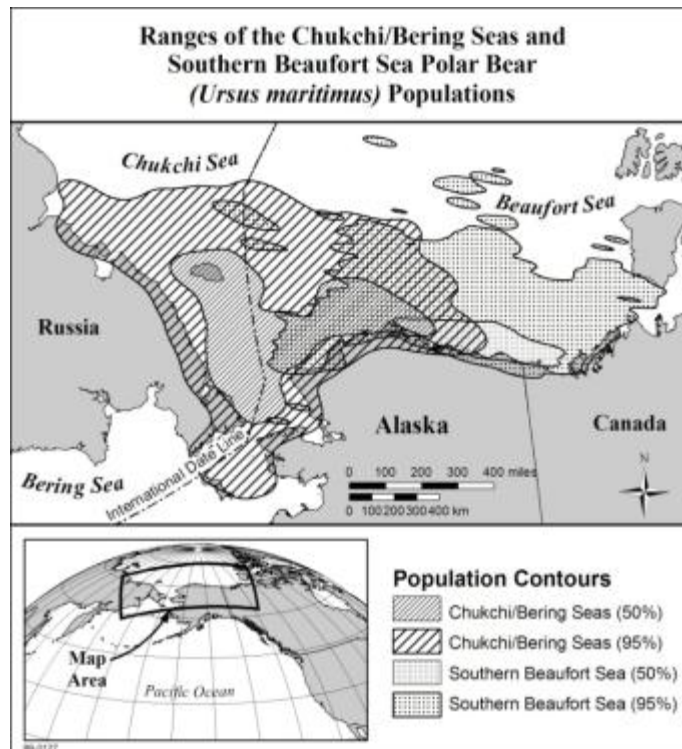 Ranges of the Chukchi/Bering Seas and
Southern Beaufort Sea Polar Bear
(Ursus maritimus) Populations
Chukchi Sea
Beaufort Sea
Russia
Alaska
Canada
Bering Sea
International Date Line
N
0 100 200 300 400 miles
0 100 200 300 400 km
Population Contours
Chukchi/Bering Seas (50%)
Chukchi/Bering Seas (95%)
Southern Beaufort Sea (50%)
Southern Beaufort Sea (95%)
Map
Area
Pacific Ocean